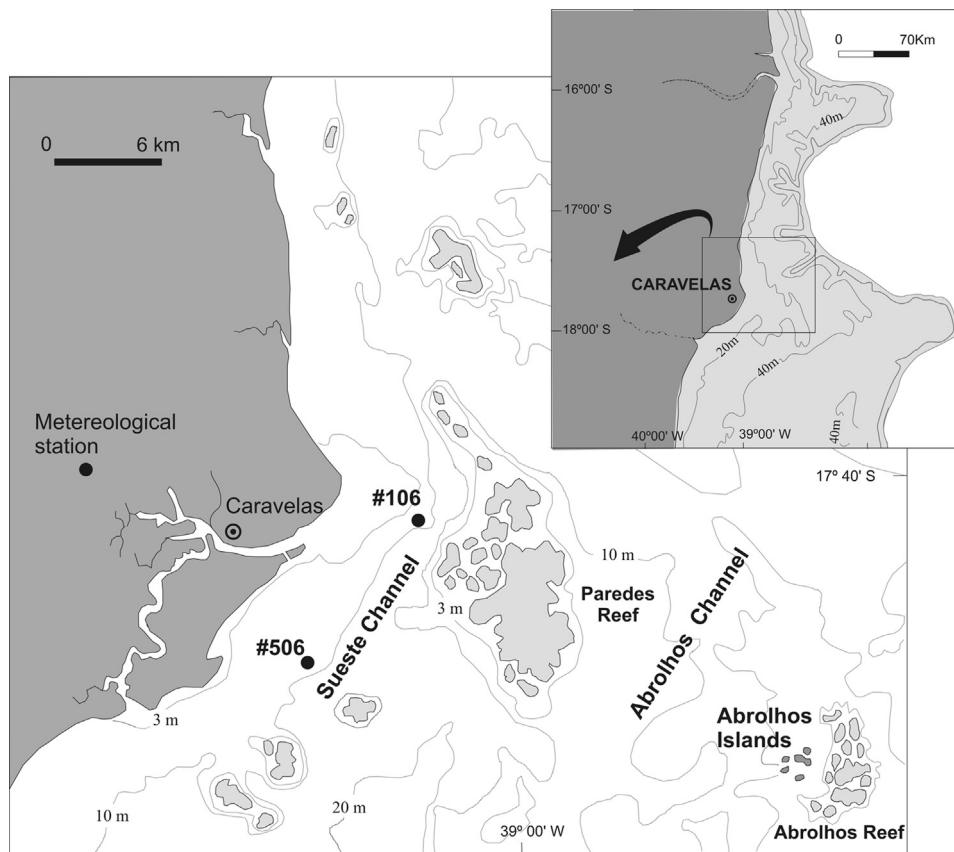 0 70Km
16º00' S
40m
17º00' S
CARAVELAS
18º00' S
20m
40m
40m
40º00' W 39º00' W
0 6 km
Metereological
station
Caravelas
#106
17º 40' S
10 m
Sueste Channel
3 m
Paredes
Reef
Abrolhos Channel
#506
3 m
Abrolhos
Islands
10 m
20 m
39º 00' W
Abrolhos Reef